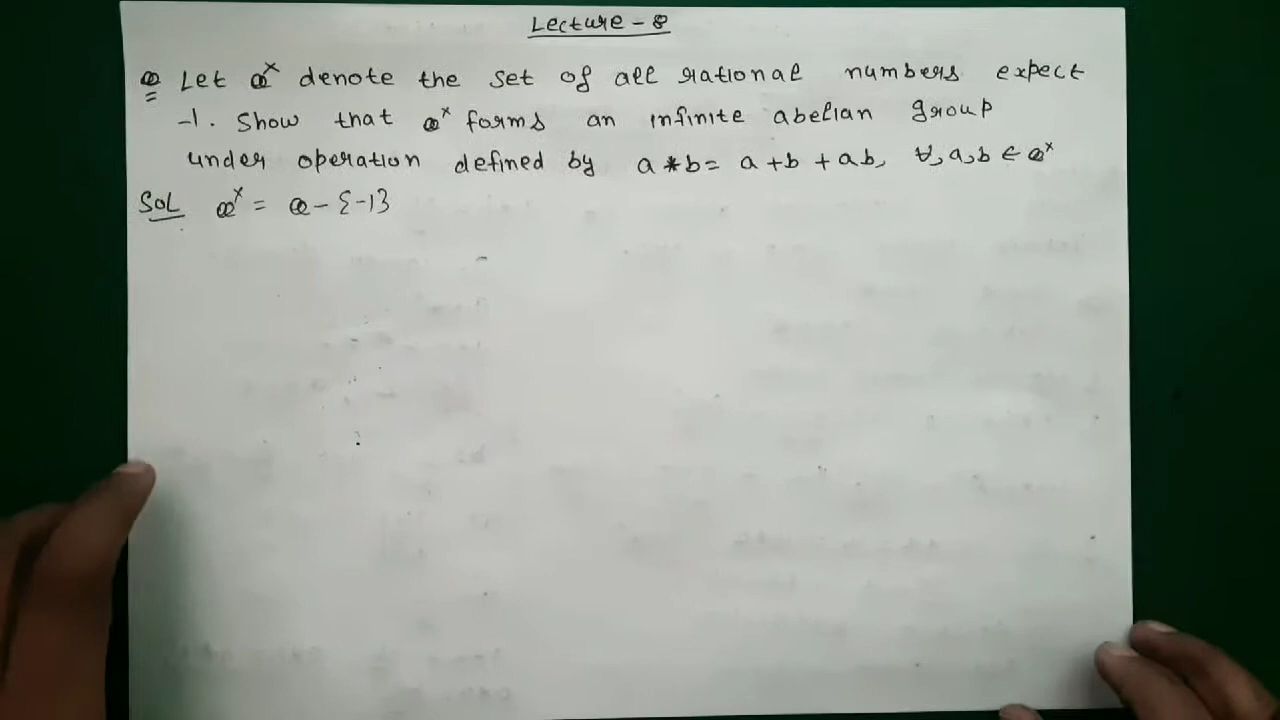 Lecture - 8
Q Let Q^x denote the set of all rational numbers expect
-1. Show that Q^x forms an infinite abelian group
under operation defined by a * b = a + b + ab, ∀, a, b ∈ Q^x
Sol Q^x = Q - {-1}